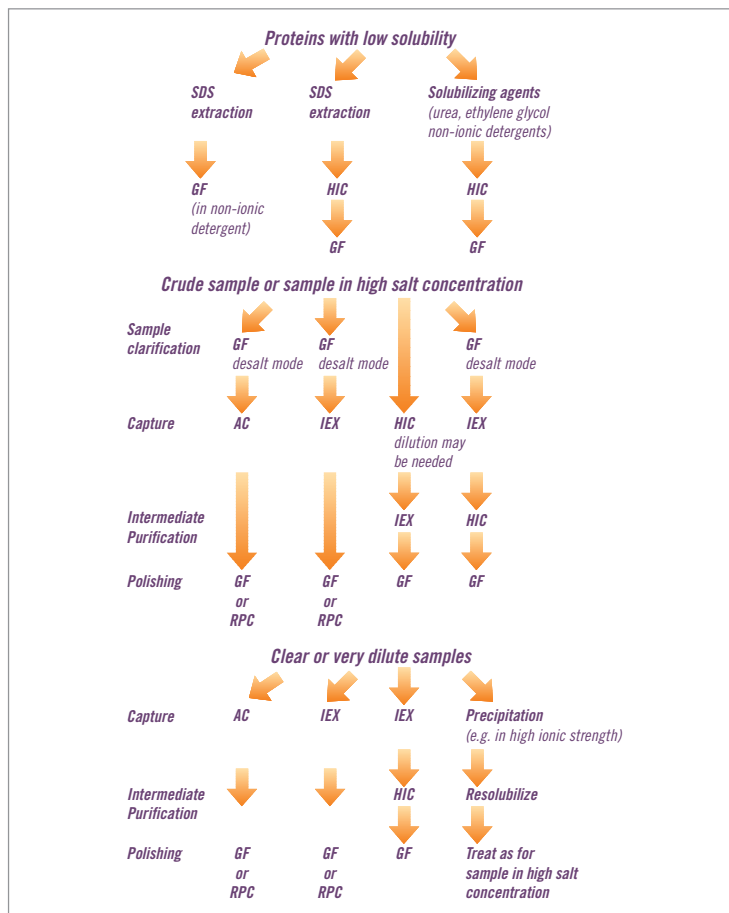 Proteins with low solubility
SDS
extraction
SDS
extraction
Solubilizing agents
(urea, ethylene glycol
non-ionic detergents)
GF
(in non-ionic
detergent)
HIC
HIC
GF
GF
Crude sample or sample in high salt concentration
Sample
clarification
GF
desalt mode
GF
desalt mode
GF
desalt mode
Capture
AC
IEX
HIC
dilution may
be needed
IEX
Intermediate
Purification
IEX
HIC
Polishing
GF
or
RPC
GF
or
RPC
GF
GF
Clear or very dilute samples
Capture
AC
IEX
IEX
Precipitation
(e.g. in high ionic strength)
Intermediate
Purification
HIC
Resolubilize
Polishing
GF
or
RPC
GF
or
RPC
GF
Treat as for
sample in high salt
concentration